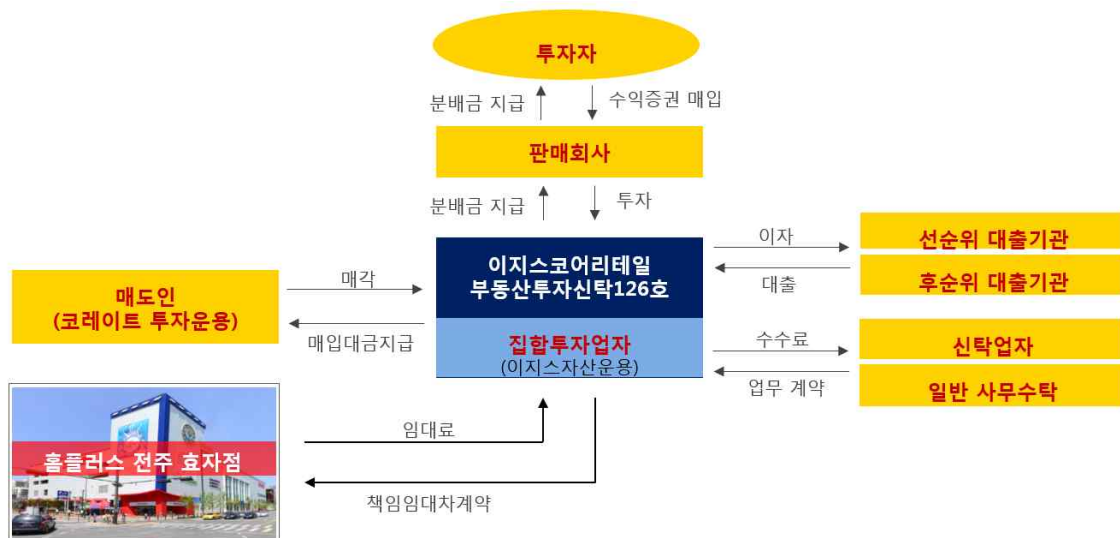 투자자
분배금 지급
수익증권 매입
판매회사
분배금 지급
투자
이지스코어리테일
부동산투자신탁126호
집합투자업자
(이지스자산운용)
이자
대출
선순위 대출기관
후순위 대출기관
매도인
(코레이트 투자운용)
매각
매입대금지급
수수료
업무 계약
신탁업자
일반 사무수탁
홈플러스 전주 효자점
임대료
책임임대차계약